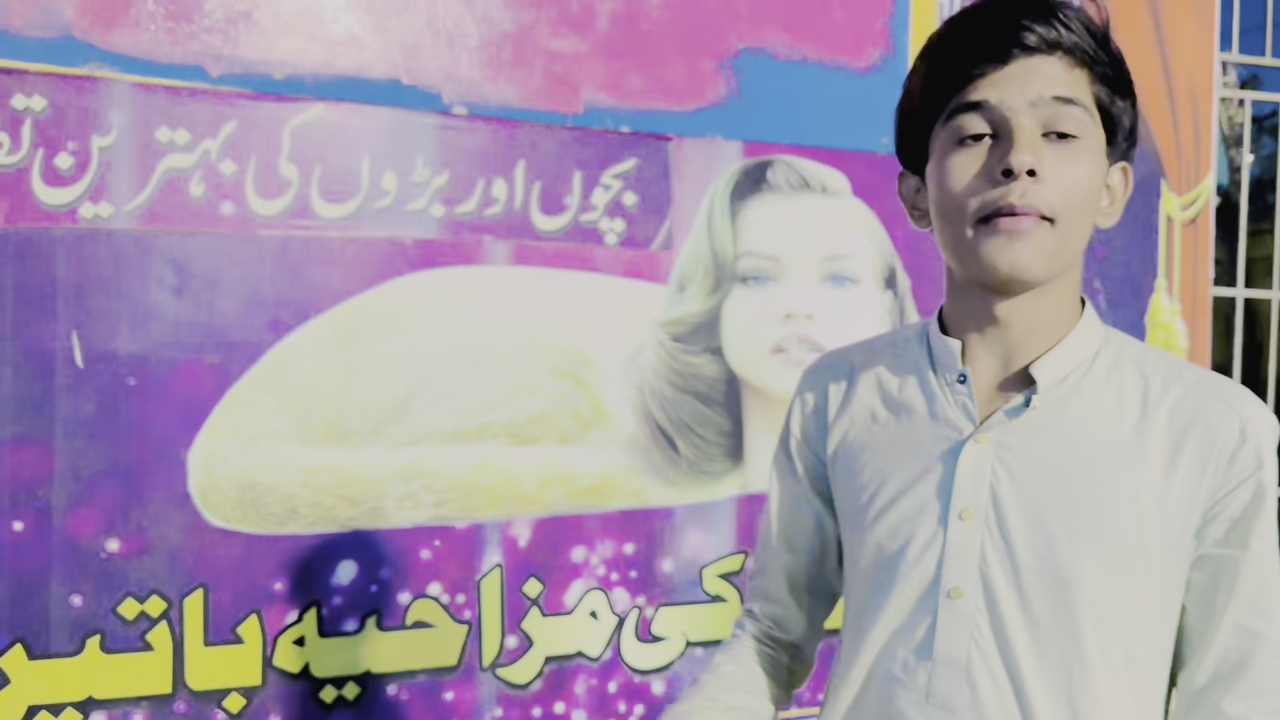 بچوں اور بڑوں کی بہترین
کی مزاحیہ باتیں